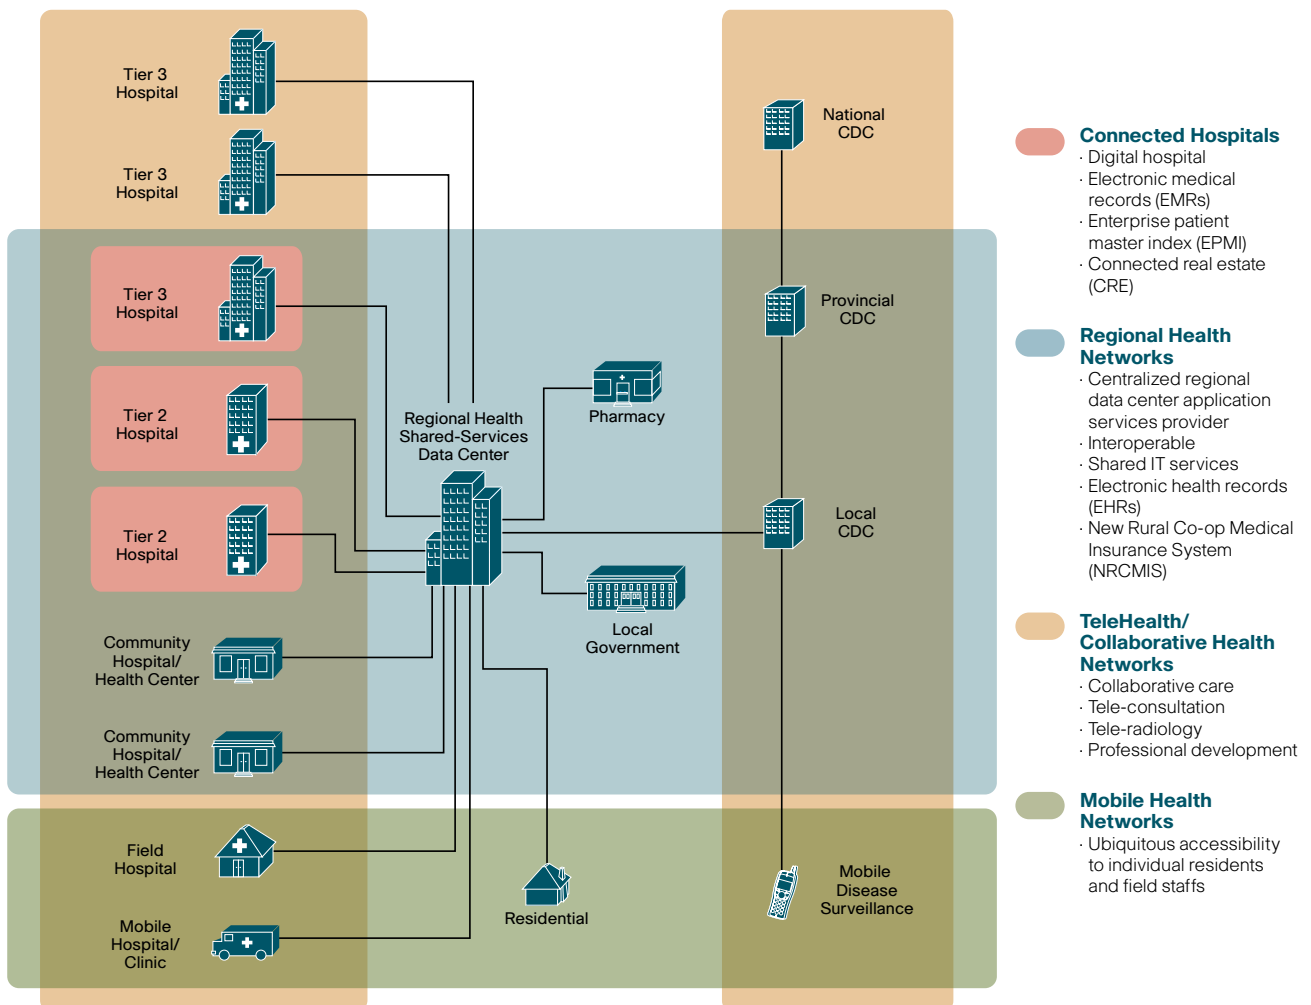 Tier 3
Hospital
Tier 3
Hospital
Tier 3
Hospital
Tier 2
Hospital
Tier 2
Hospital
Community
Hospital/
Health Center
Community
Hospital/
Health Center
Field
Hospital
Mobile
Hospital/
Clinic
Regional Health
Shared-Services
Data Center
Pharmacy
Local
Government
Residential
National
CDC
Provincial
CDC
Local
CDC
Mobile
Disease
Surveillance
Connected Hospitals
· Digital hospital
· Electronic medical
records (EMRs)
· Enterprise patient
master index (EPMI)
· Connected real estate
(CRE)
Regional Health
Networks
· Centralized regional
data center application
services provider
· Interoperable
· Shared IT services
· Electronic health records
(EHRs)
· New Rural Co-op Medical
Insurance System
(NRCMIS)
TeleHealth/
Collaborative Health
Networks
· Collaborative care
· Tele-consultation
· Tele-radiology
· Professional development
Mobile Health
Networks
· Ubiquitous accessibility
to individual residents
and field staffs